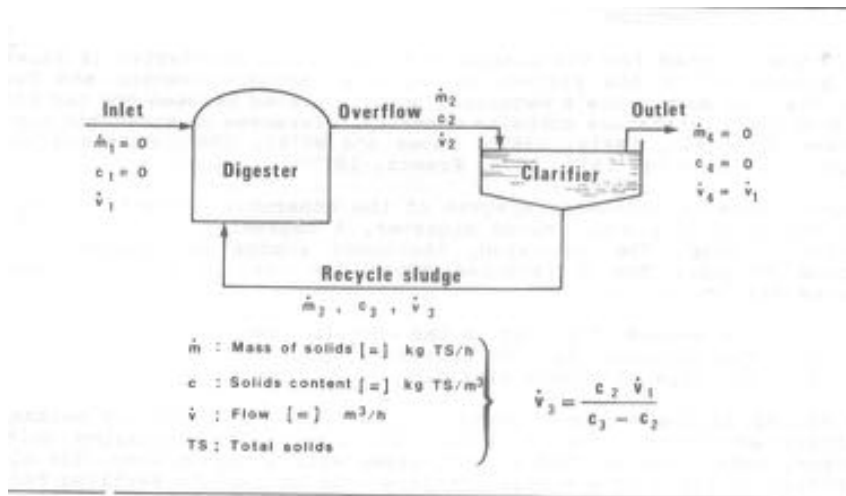 Inlet
ṁ₁ = 0
c₁ = 0
v̇₁
Digester
Overflow
ṁ₂
c₂
v̇₂
Clarifier
Outlet
ṁ₄ = 0
c₄ = 0
v̇₄ = v̇₁
Recycle sludge
ṁ₂ , c₃ , v̇₃
ṁ : Mass of solids [=] kg TS/h
c : Solids content [=] kg TS/m³
v̇ : Flow [=] m³/h
TS : Total solids
v̇₃ = c₂ v̇₁ / c₃ − c₂